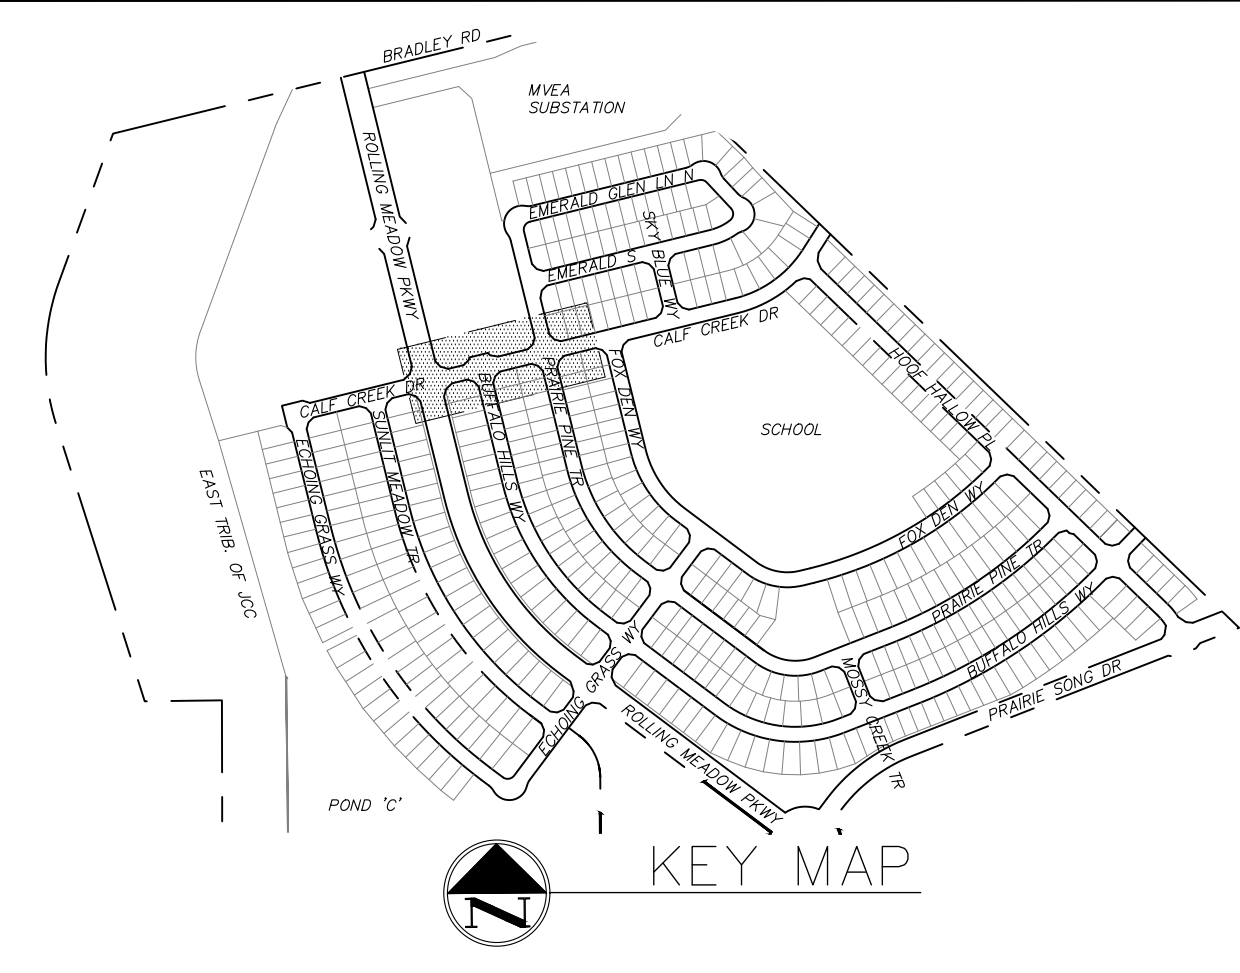 BRADLEY RD
MVEA
SUBSTATION
ROLLING MEADOW PKWY
EMERALD GLEN LN N
SKY BLUE WY
EMERALD S
CALF CREEK DR
CALF CREEK DR
FOX DEN WY
PRAIRIE PINE TR
BUFFALO HILLS WY
SUNLIT MEADOW TR
ECHOING GRASS WY
EAST TRIB. OF JCC
SCHOOL
HOOF HALLOW PL
FOX DEN WY
PRAIRIE PINE TR
BUFFALO HILLS WY
MOSSY CREEK TR
PRAIRIE SONG DR
ECHOING GRASS WY
ROLLING MEADOW PKWY
POND 'C'
KEY MAP
N